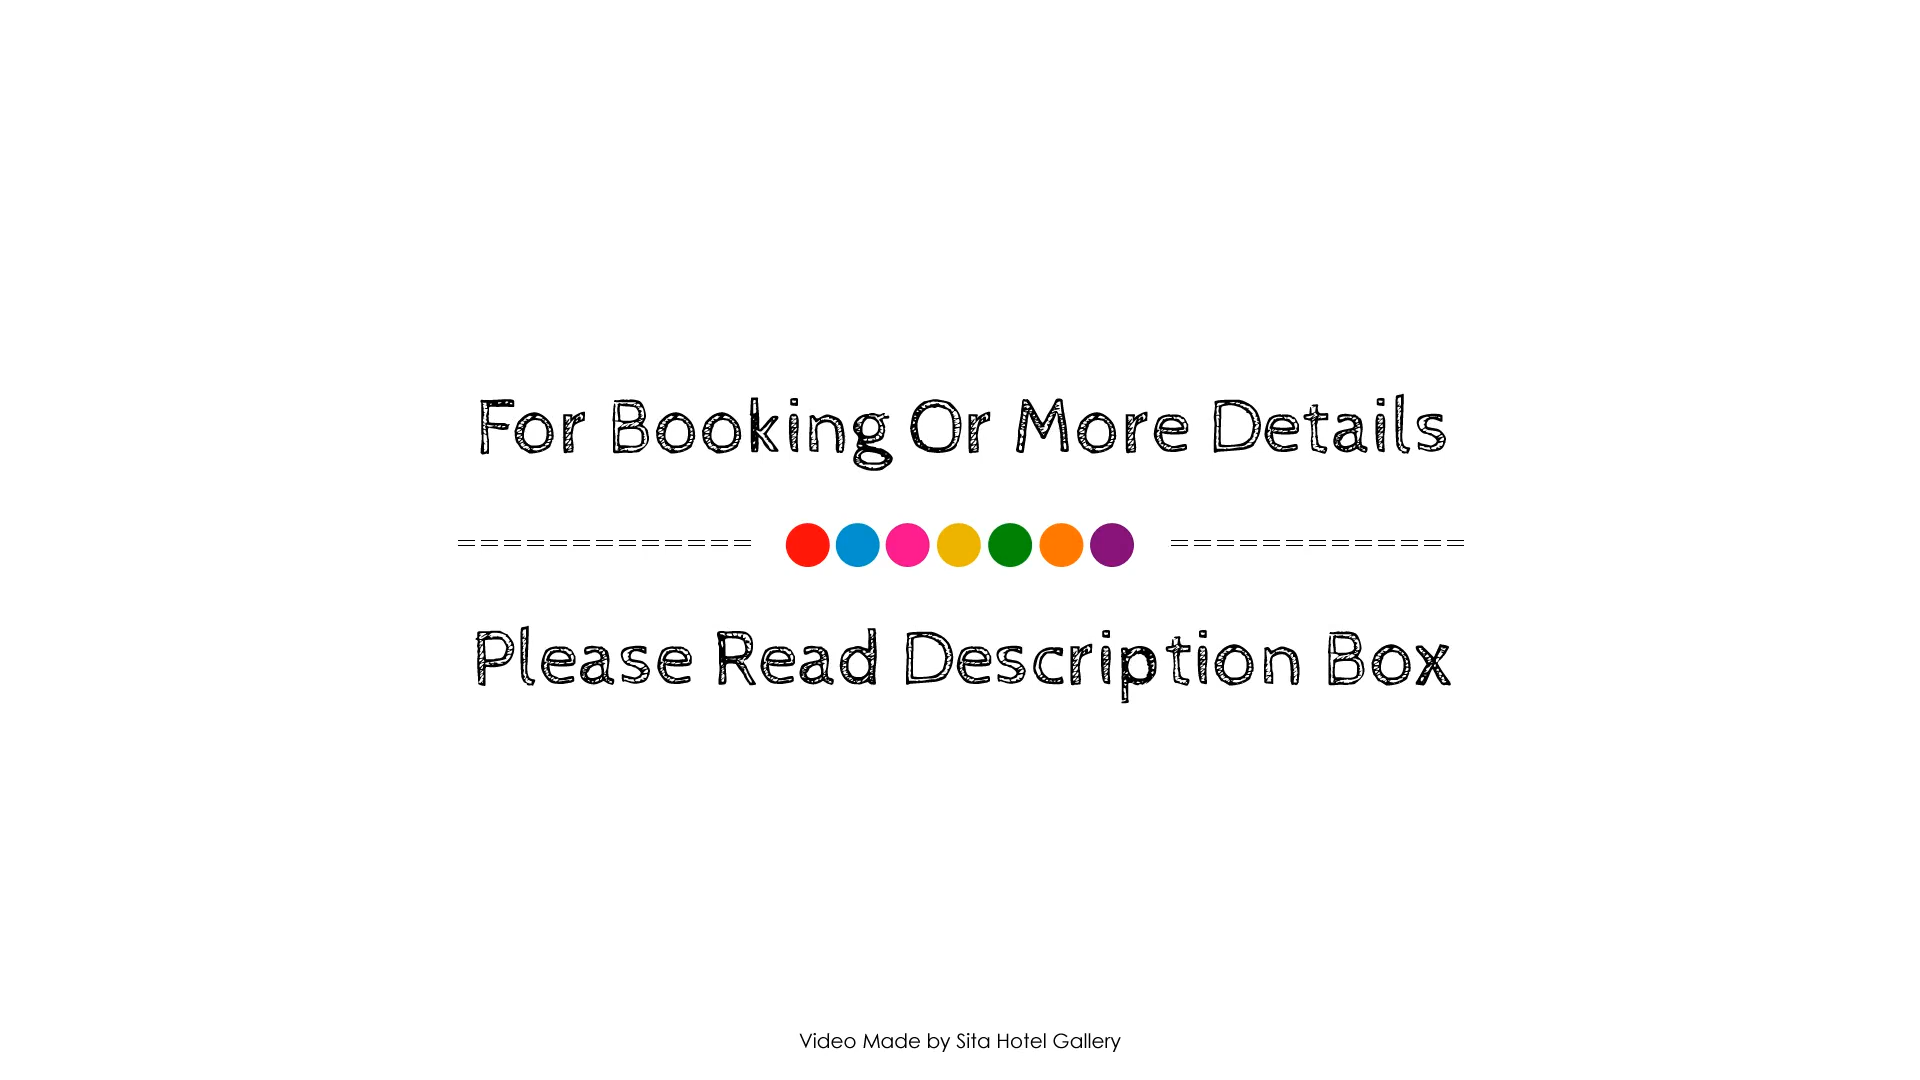 For Booking Or More Details
============= =============
Please Read Description Box
Video Made by Sita Hotel Gallery